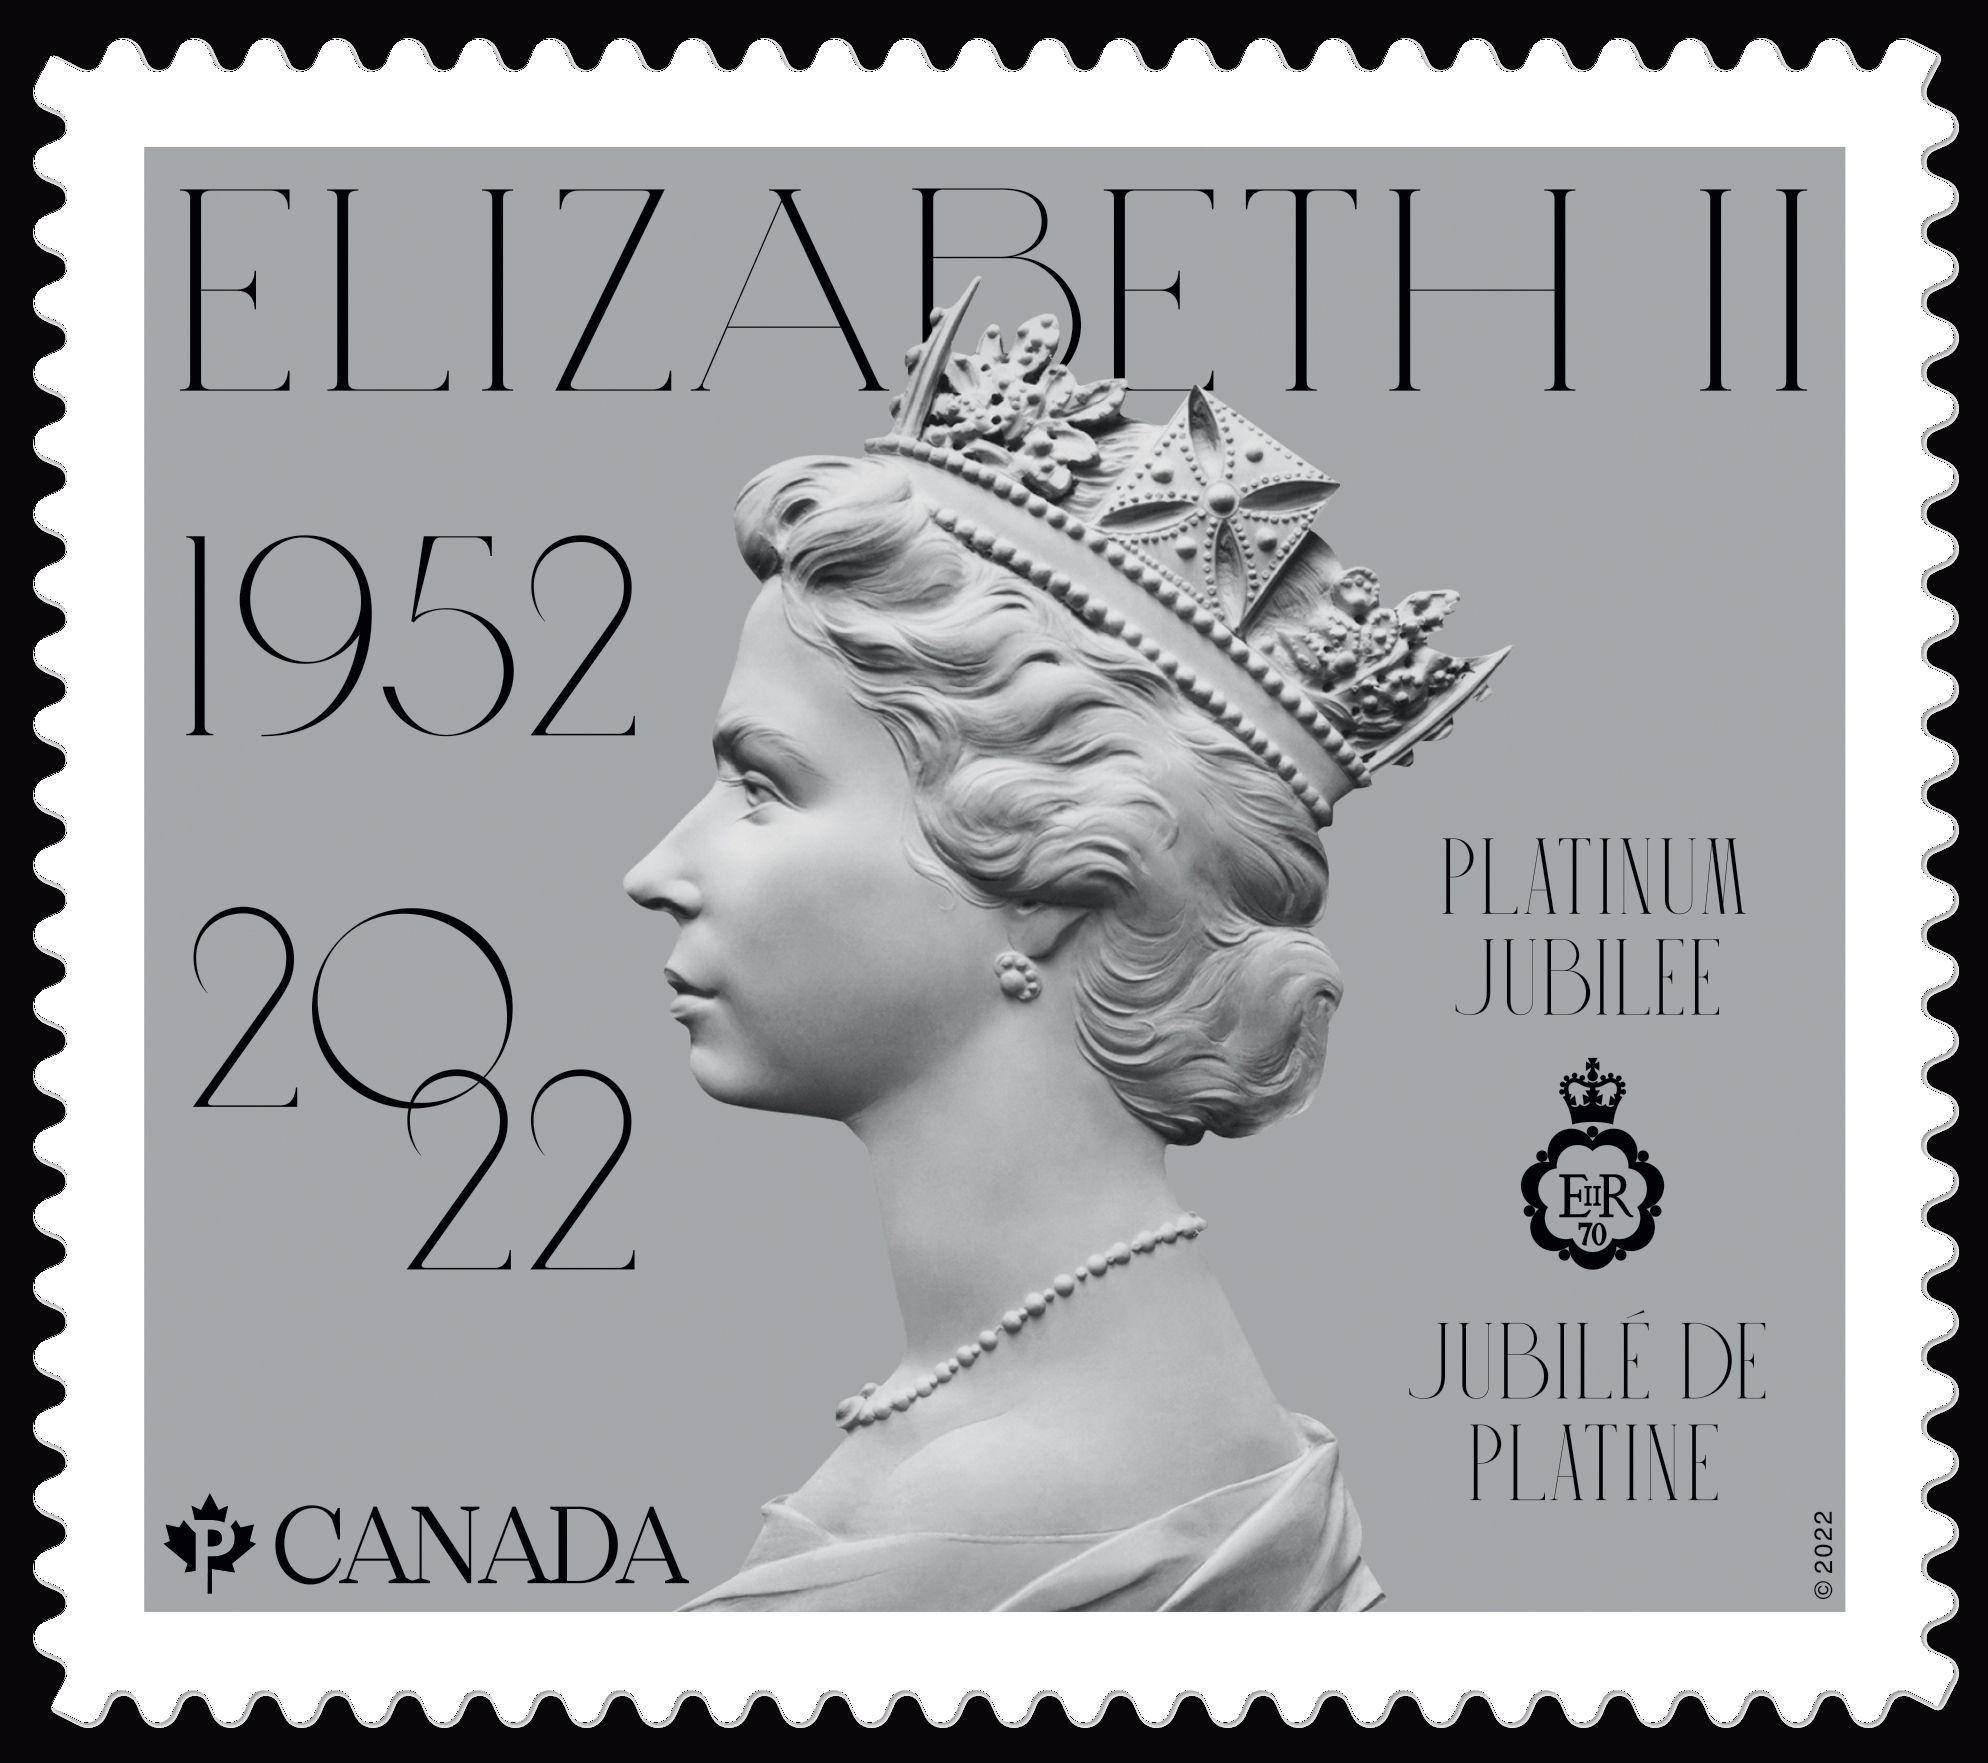 ELIZABETH II
1952
2022
PLATINUM
JUBILEE
EIIR
70
JUBILÉ DE
PLATINE
P CANADA
© 2022